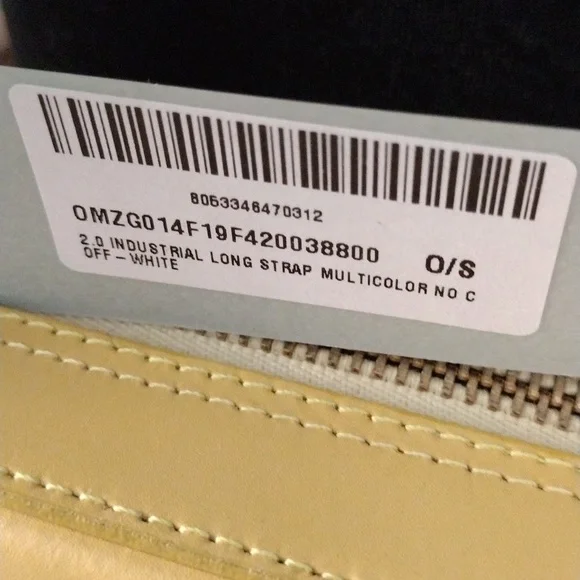 8053346470312
OMZG014F19F420038800 O/S
2.0 INDUSTRIAL LONG STRAP MULTICOLOR NO C
OFF-WHITE